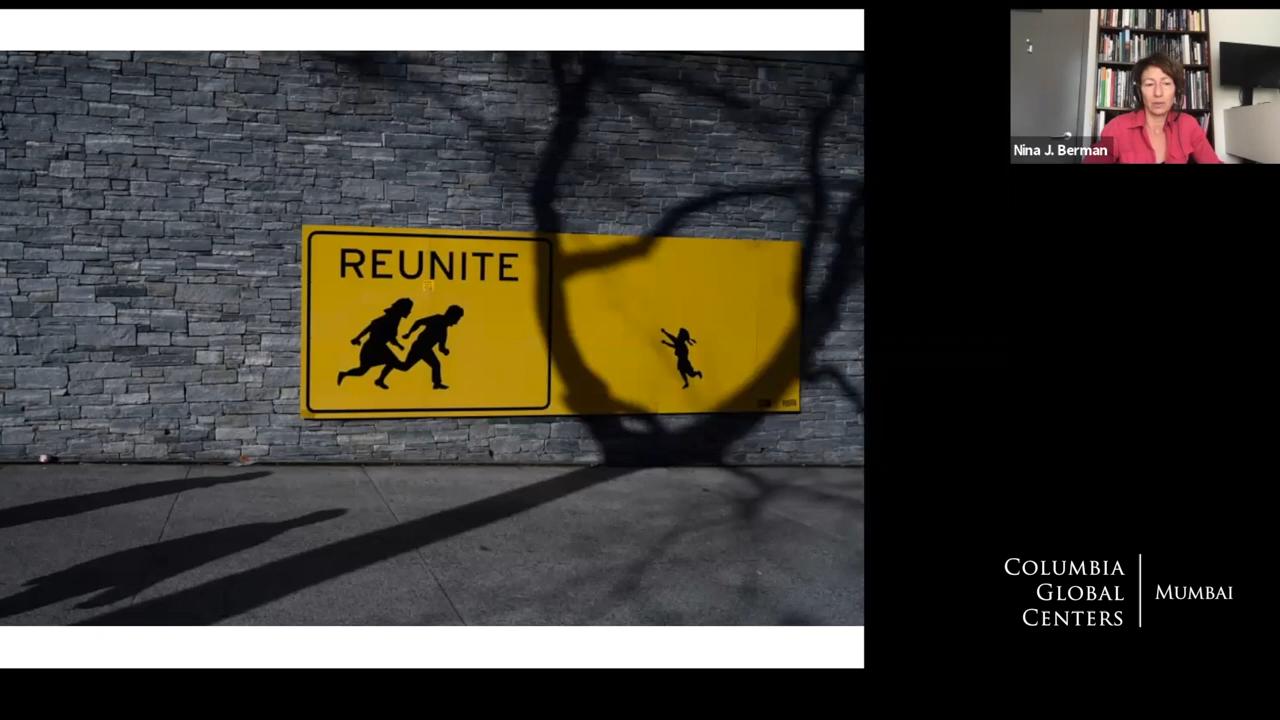 REUNITE
Nina J. Berman
COLUMBIA
GLOBAL
CENTERS
MUMBAI